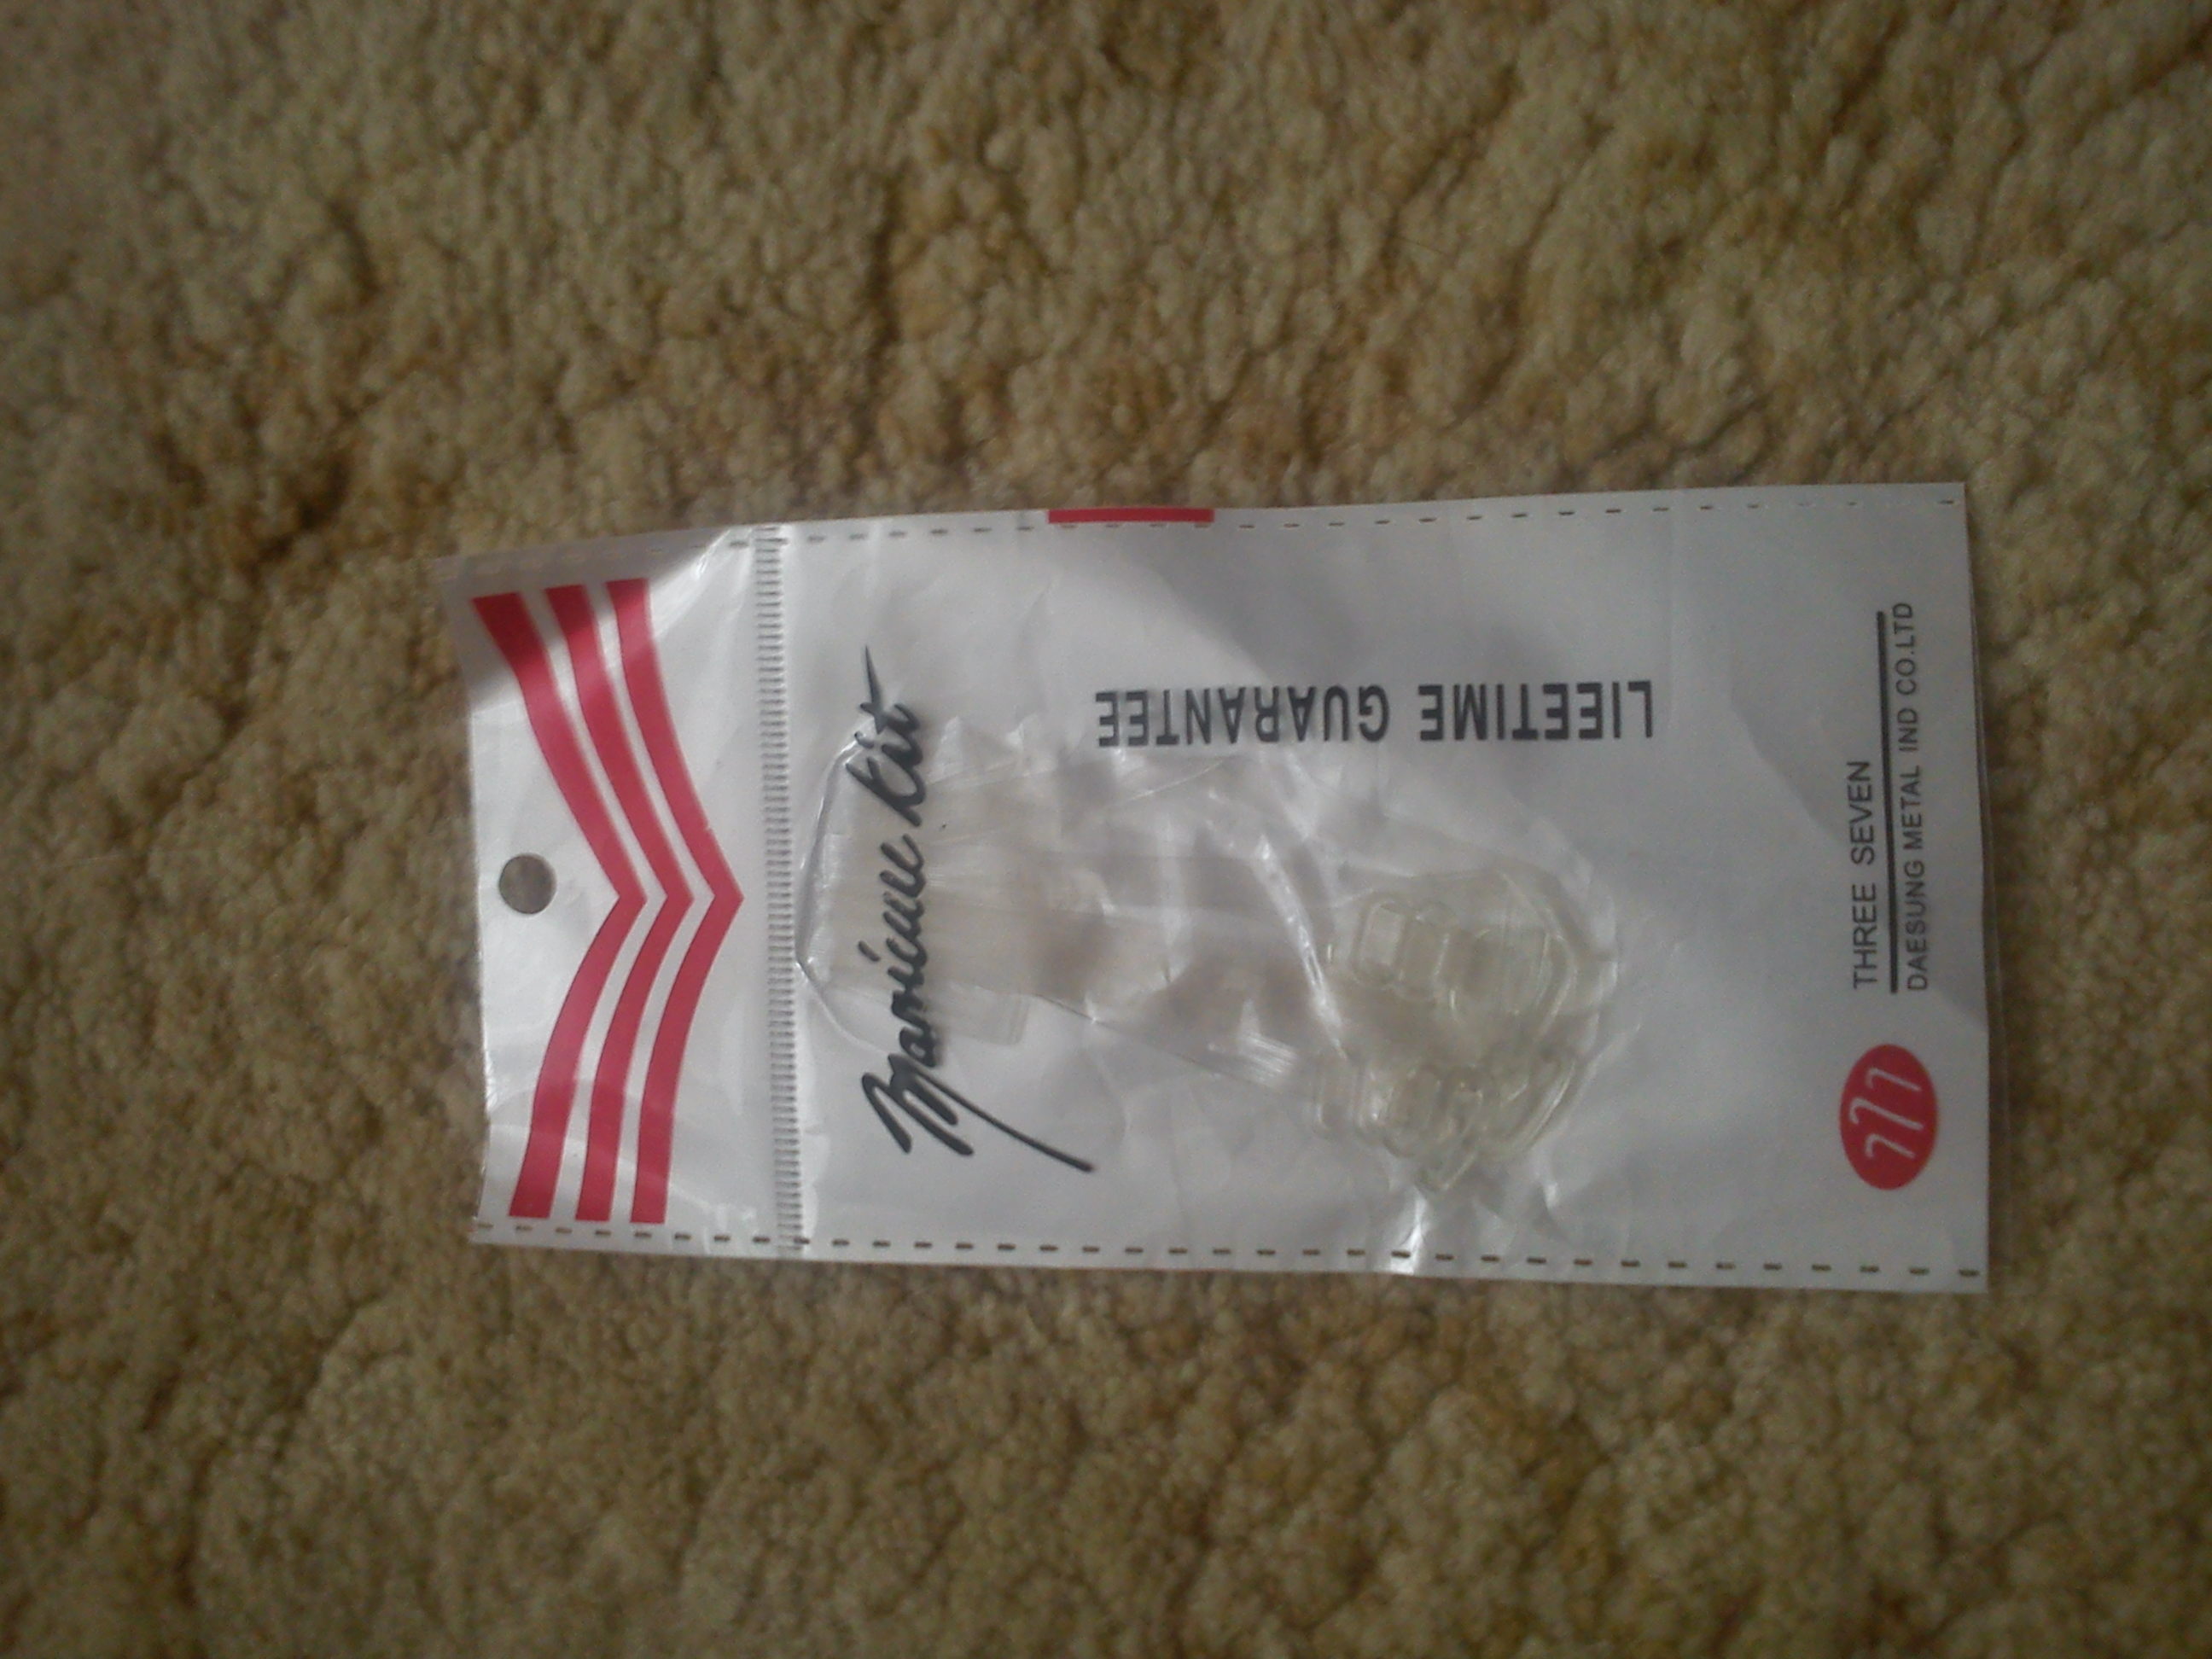 Manicure Kit
LIEETIME GUARANTEE
777
THREE SEVEN
DAESUNG METAL IND CO.LTD